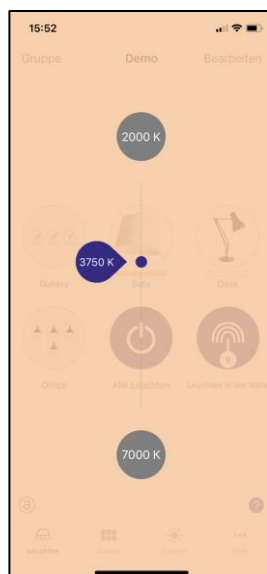 15:52
Gruppe Demo Bearbeiten
2000 K
3750 K
Gallery Sofa Desk
Office Alle Leuchten Leuchten in der Nähe
7000 K
a ?
Leuchten